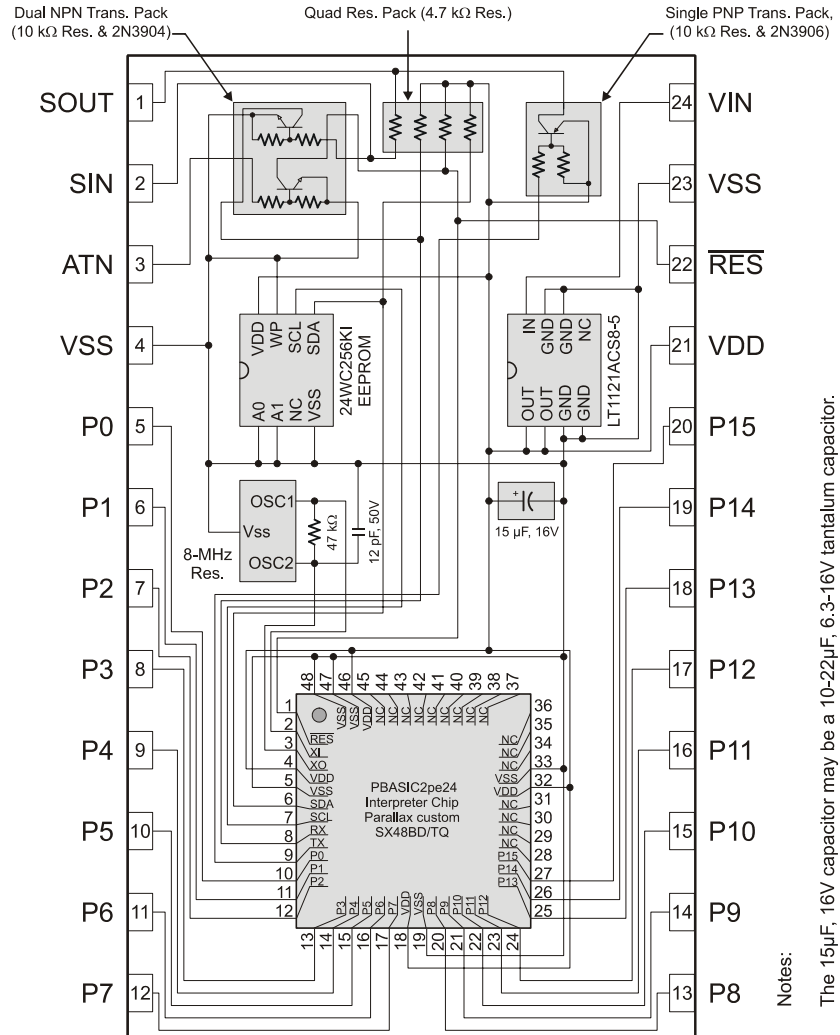 Dual NPN Trans. Pack
(10 kΩ Res. & 2N3904)
Quad Res. Pack (4.7 kΩ Res.)
Single PNP Trans. Pack,
(10 kΩ Res. & 2N3906)
SOUT 1
SIN 2
ATN 3
VSS 4
P0 5
P1 6
P2 7
P3 8
P4 9
P5 10
P6 11
P7 12
24 VIN
23 VSS
22 RES
21 VDD
20 P15
19 P14
18 P13
17 P12
16 P11
15 P10
14 P9
13 P8
VDD
WP
SCL
SDA
A0
A1
NC
VSS
24WC256KI
EEPROM
IN
GND
GND
NC
OUT
OUT
GND
GND
LT1121ACS8-5
OSC1
Vss
OSC2
8-MHz
Res.
47 kΩ
12 pF, 50V
+
15 µF, 16V
48 47 46 45 44 43 42 41 40 39 38 37
VSS VSS VDD NC NC NC NC NC NC NC
1
2
3
4
5
6
7
8
9
10
11
12
RES
XI
XO
VDD
VSS
SDA
SCL
RX
TX
P0
P1
P2
PBASIC2pe24
Interpreter Chip
Parallax custom
SX48BD/TQ
36
35
34
33
32
31
30
29
28
27
26
25
NC
NC
NC
VSS
VDD
NC
NC
NC
NC
P15
P14
P13
P3 P4 P5 P6 P7 VDD VSS P8 P9 P10 P11 P12
13 14 15 16 17 18 19 20 21 22 23 24
Notes:
The 15µF, 16V capacitor may be a 10-22µF, 6.3-16V tantalum capacitor.